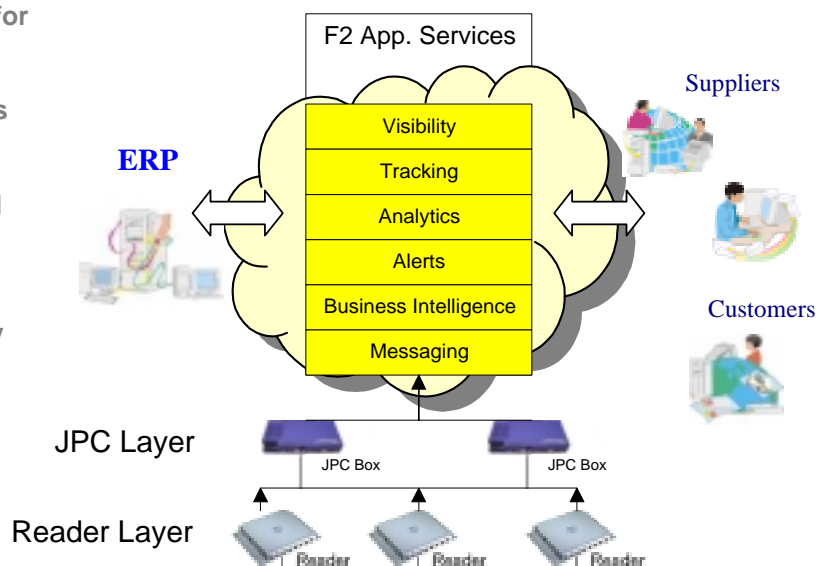 for
F2 App. Services
Suppliers
s
Visibility
ERP
Tracking
Analytics
Alerts
Business Intelligence
Customers
Messaging
JPC Layer
JPC Box
JPC Box
Reader Layer
Reader
Reader
Reader